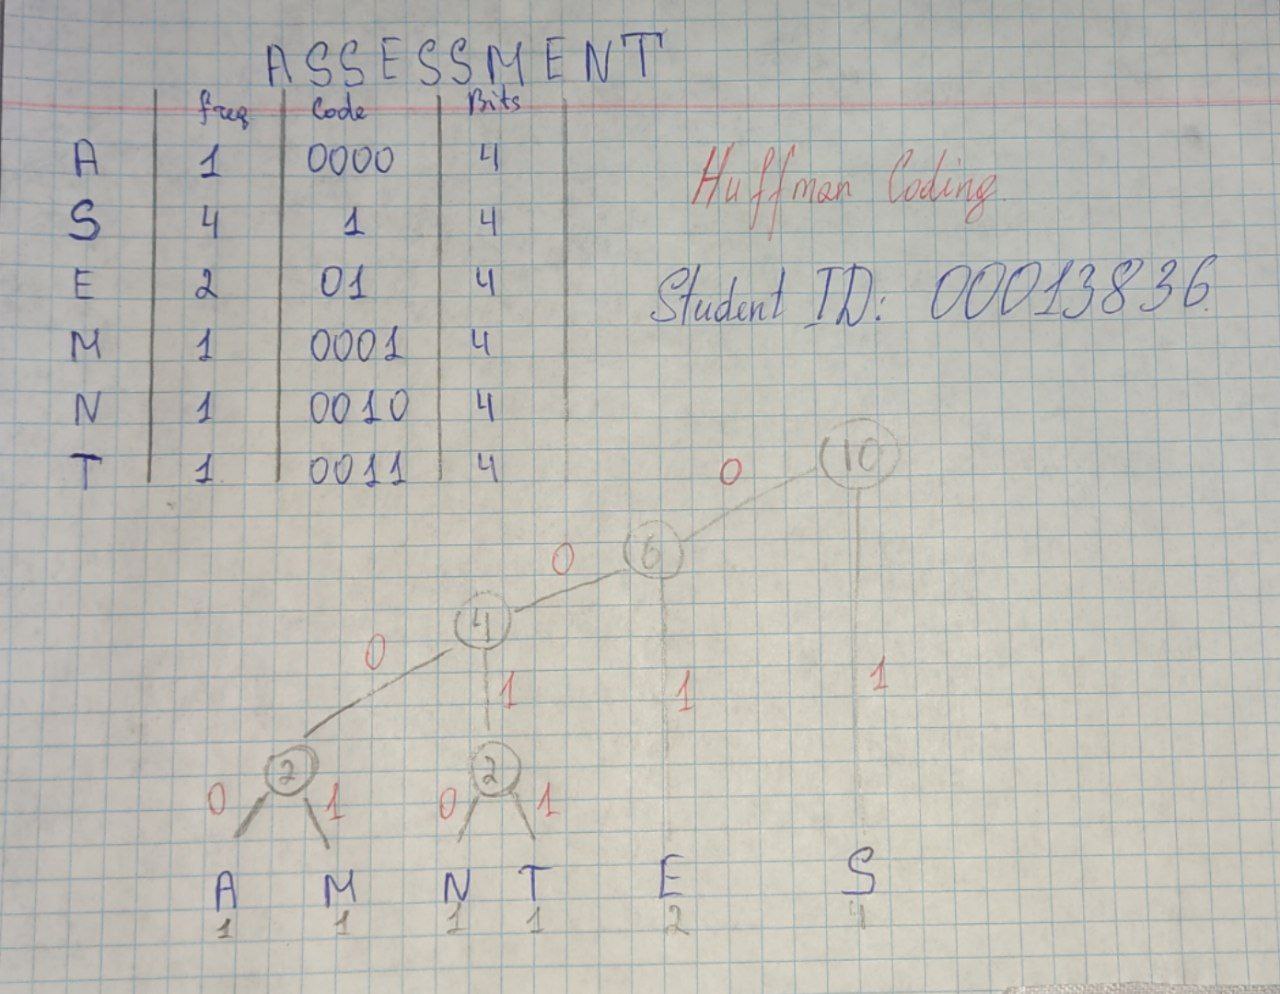 ASSESSMENT
freq Code Bits
A 1 0000 4
Huffman Coding.
S 4 1 4
E 2 01 4
Student ID: 00013836.
M 1 0001 4
N 1 0010 4
T 1 0011 4
0 10
0 6
4
0
1 1 1
2 2
0 1 0 1
A M N T E S
1 1 1 1 2 4